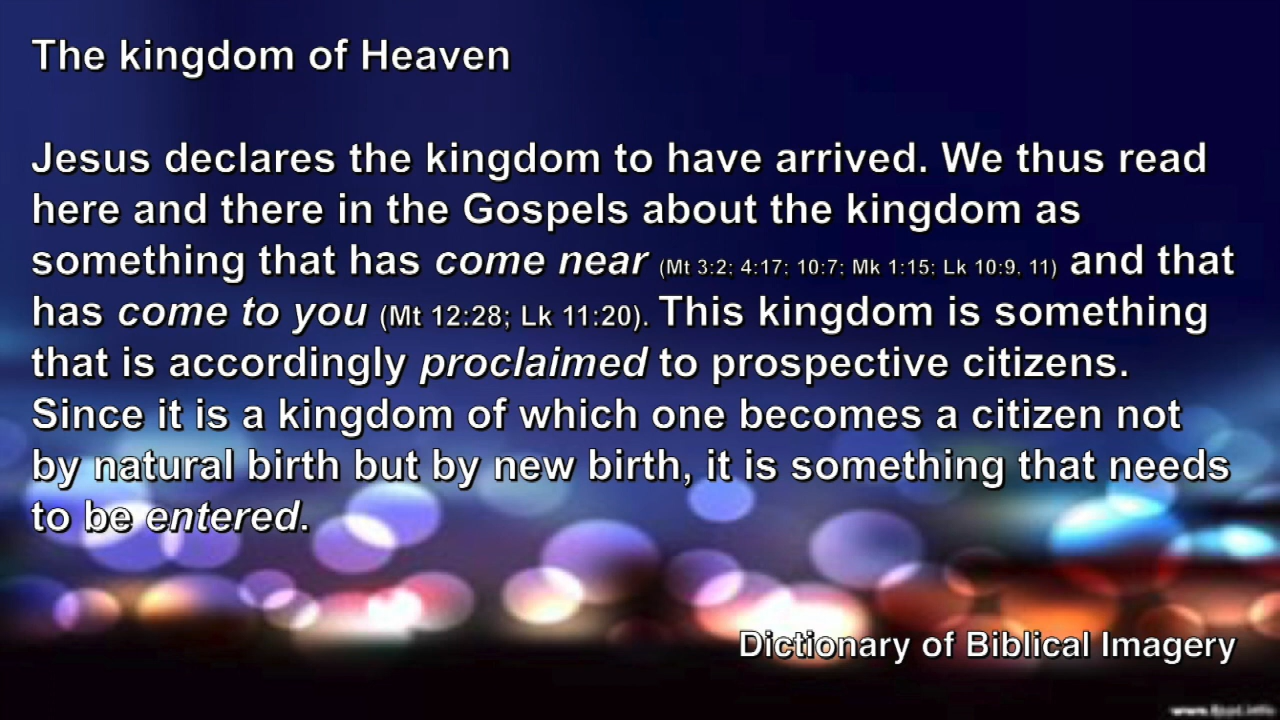 The kingdom of Heaven
Jesus declares the kingdom to have arrived. We thus read
here and there in the Gospels about the kingdom as
something that has come near (Mt 3:2; 4:17; 10:7; Mk 1:15; Lk 10:9, 11) and that
has come to you (Mt 12:28; Lk 11:20). This kingdom is something
that is accordingly proclaimed to prospective citizens.
Since it is a kingdom of which one becomes a citizen not
by natural birth but by new birth, it is something that needs
to be entered.
Dictionary of Biblical Imagery